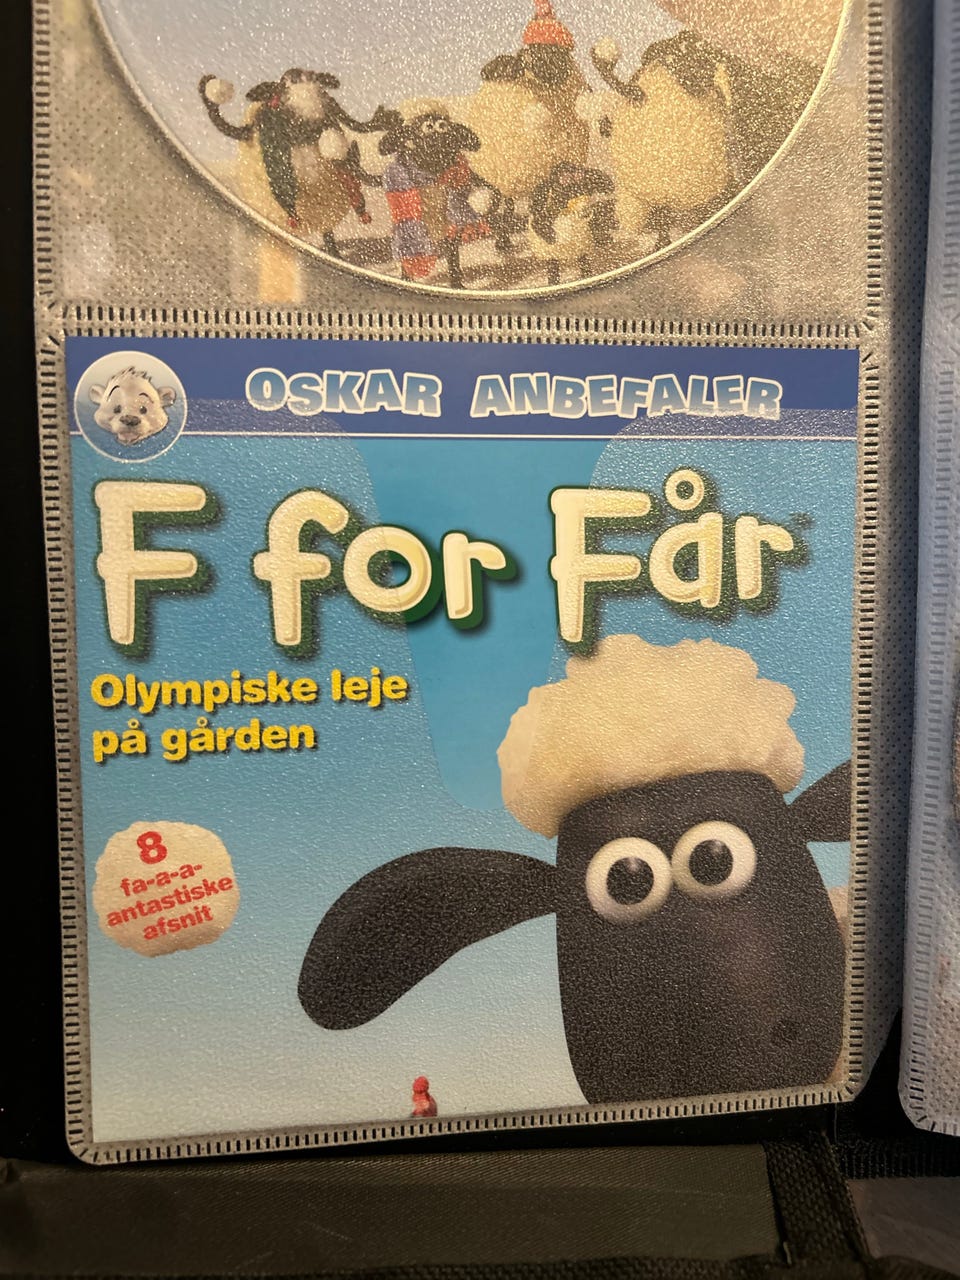 OSKAR ANBEFALER
F for Får
Olympiske leje
på gården
8
fa-a-a-
antastiske
afsnit